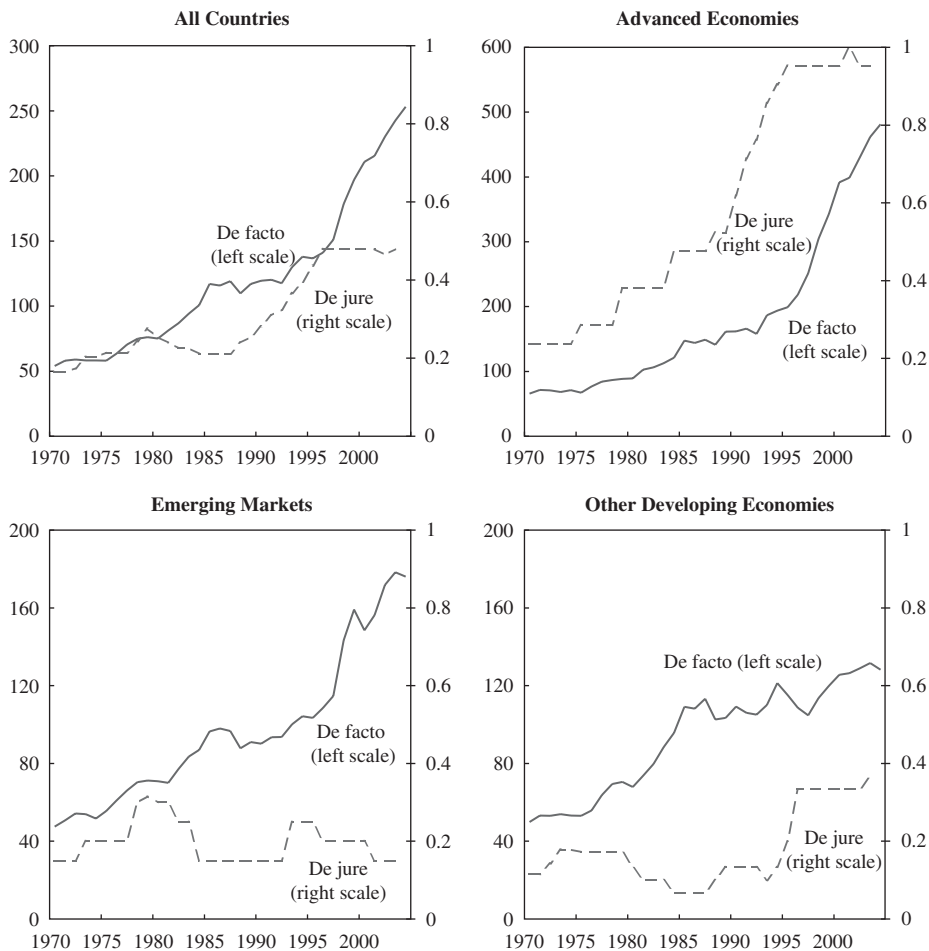 All Countries
300
250
200
150
100
50
0
1
0.8
0.6
0.4
0.2
0
De facto
(left scale)
De jure
(right scale)
1970 1975 1980 1985 1990 1995 2000
Advanced Economies
600
500
400
300
200
100
0
1
0.8
0.6
0.4
0.2
0
De jure
(right scale)
De facto
(left scale)
1970 1975 1980 1985 1990 1995 2000
Emerging Markets
200
160
120
80
40
0
1
0.8
0.6
0.4
0.2
0
De facto
(left scale)
De jure
(right scale)
1970 1975 1980 1985 1990 1995 2000
Other Developing Economies
200
160
120
80
40
0
1
0.8
0.6
0.4
0.2
0
De facto (left scale)
De jure
(right scale)
1970 1975 1980 1985 1990 1995 2000